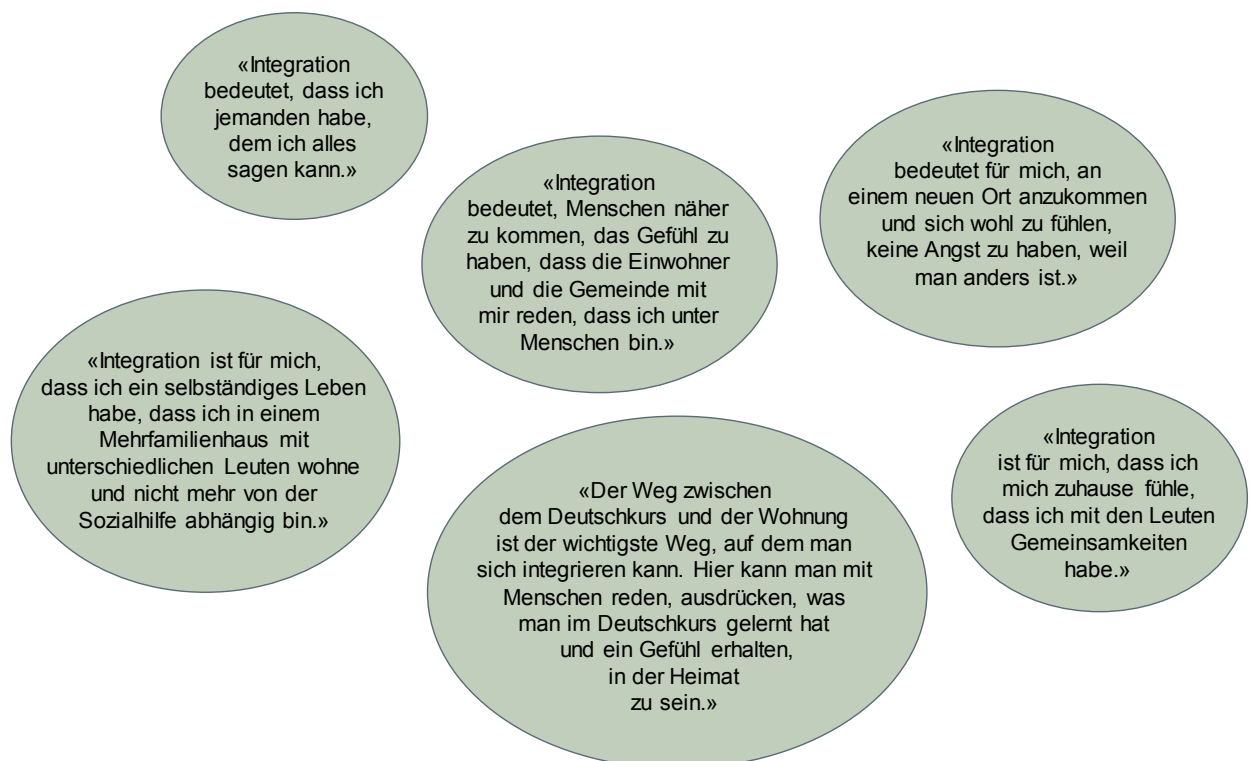 «Integration
bedeutet, dass ich
jemanden habe,
dem ich alles
sagen kann.»
«Integration
bedeutet, Menschen näher
zu kommen, das Gefühl zu
haben, dass die Einwohner
und die Gemeinde mit
mir reden, dass ich unter
Menschen bin.»
«Integration
bedeutet für mich, an
einem neuen Ort anzukommen
und sich wohl zu fühlen,
keine Angst zu haben, weil
man anders ist.»
«Integration ist für mich,
dass ich ein selbständiges Leben
habe, dass ich in einem
Mehrfamilienhaus mit
unterschiedlichen Leuten wohne
und nicht mehr von der
Sozialhilfe abhängig bin.»
«Der Weg zwischen
dem Deutschkurs und der Wohnung
ist der wichtigste Weg, auf dem man
sich integrieren kann. Hier kann man mit
Menschen reden, ausdrücken, was
man im Deutschkurs gelernt hat
und ein Gefühl erhalten,
in der Heimat
zu sein.»
«Integration
ist für mich, dass ich
mich zuhause fühle,
dass ich mit den Leuten
Gemeinsamkeiten
habe.»